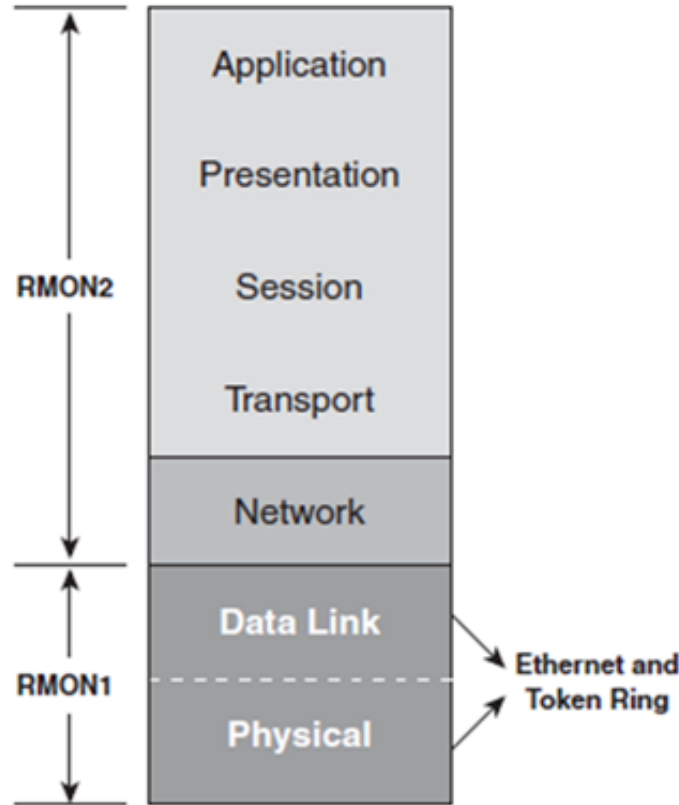 Application
Presentation
RMON2
Session
Transport
Network
Data Link
Ethernet and
Token Ring
RMON1
Physical